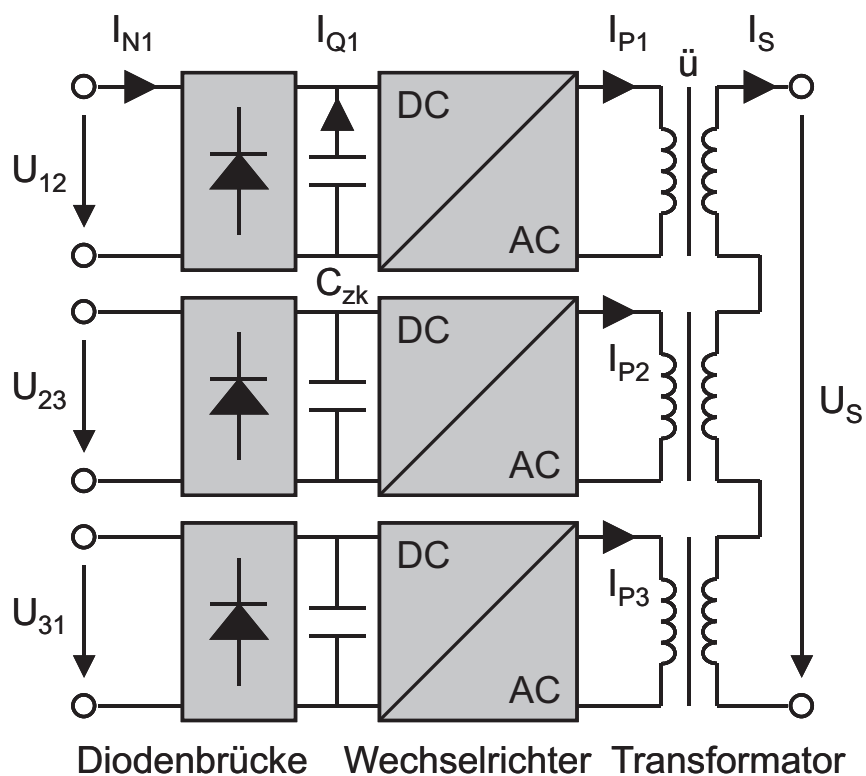 I_N1 I_Q1 I_P1 I_S
ü
U_12 DC
AC
C_zk
U_23 DC I_P2 U_S
AC
U_31 DC I_P3
AC
Diodenbrücke Wechselrichter Transformator